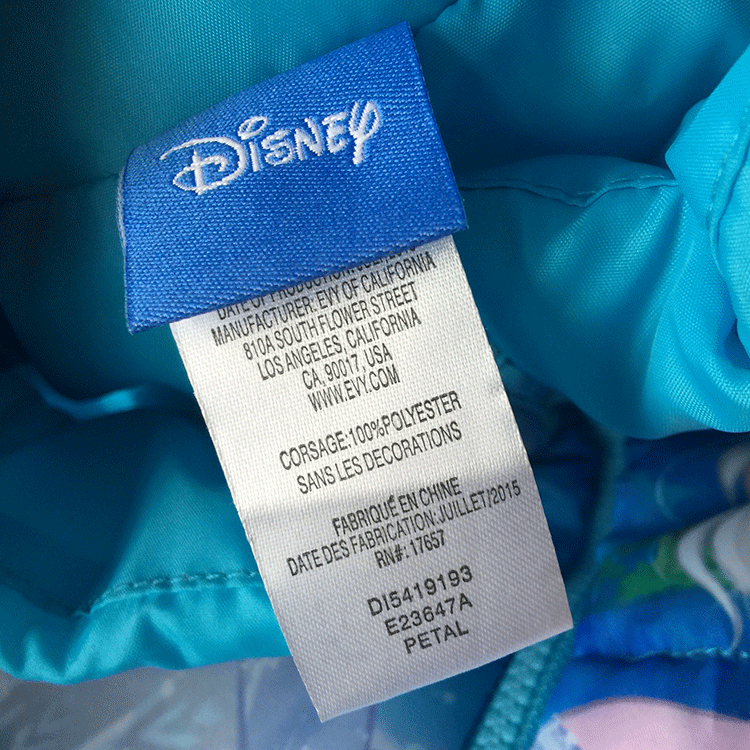 DISNEY
DATE OF PRODUCTION:
MANUFACTURER: EVY OF CALIFORNIA
810A SOUTH FLOWER STREET
LOS ANGELES, CALIFORNIA
CA, 90017, USA
WWW.EVY.COM
CORSAGE:100%POLYESTER
SANS LES DECORATIONS
FABRIQUÉ EN CHINE
DATE DES FABRICATION:JUILLET/2015
RN#: 17657
DI5419193
E23647A
PETAL